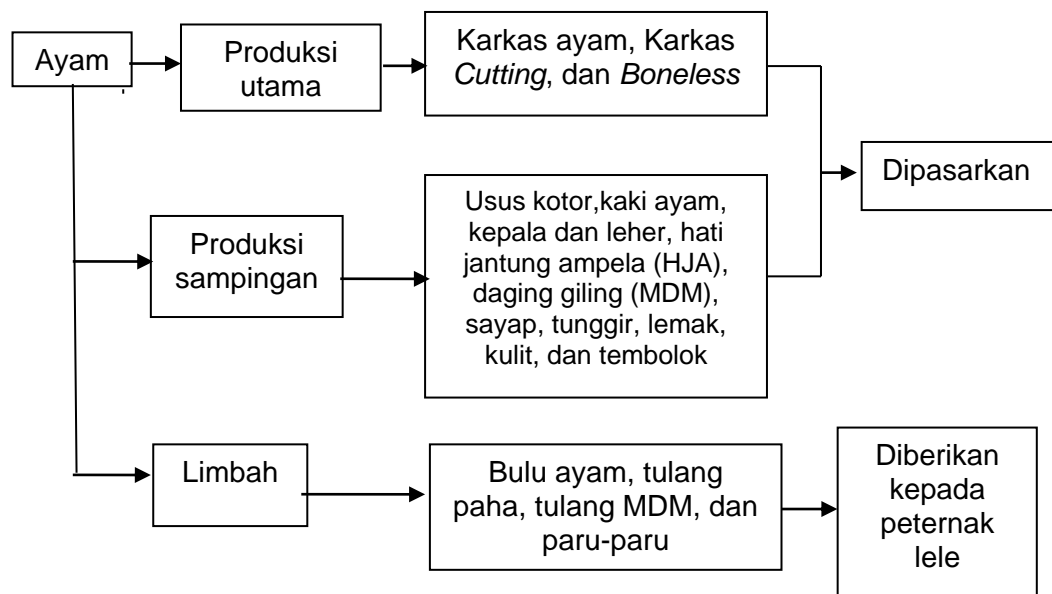 Ayam
Produksi
utama
Karkas ayam, Karkas
Cutting, dan Boneless
Dipasarkan
Produksi
sampingan
Usus kotor,kaki ayam,
kepala dan leher, hati
jantung ampela (HJA),
daging giling (MDM),
sayap, tunggir, lemak,
kulit, dan tembolok
Limbah
Bulu ayam, tulang
paha, tulang MDM, dan
paru-paru
Diberikan
kepada
peternak
lele